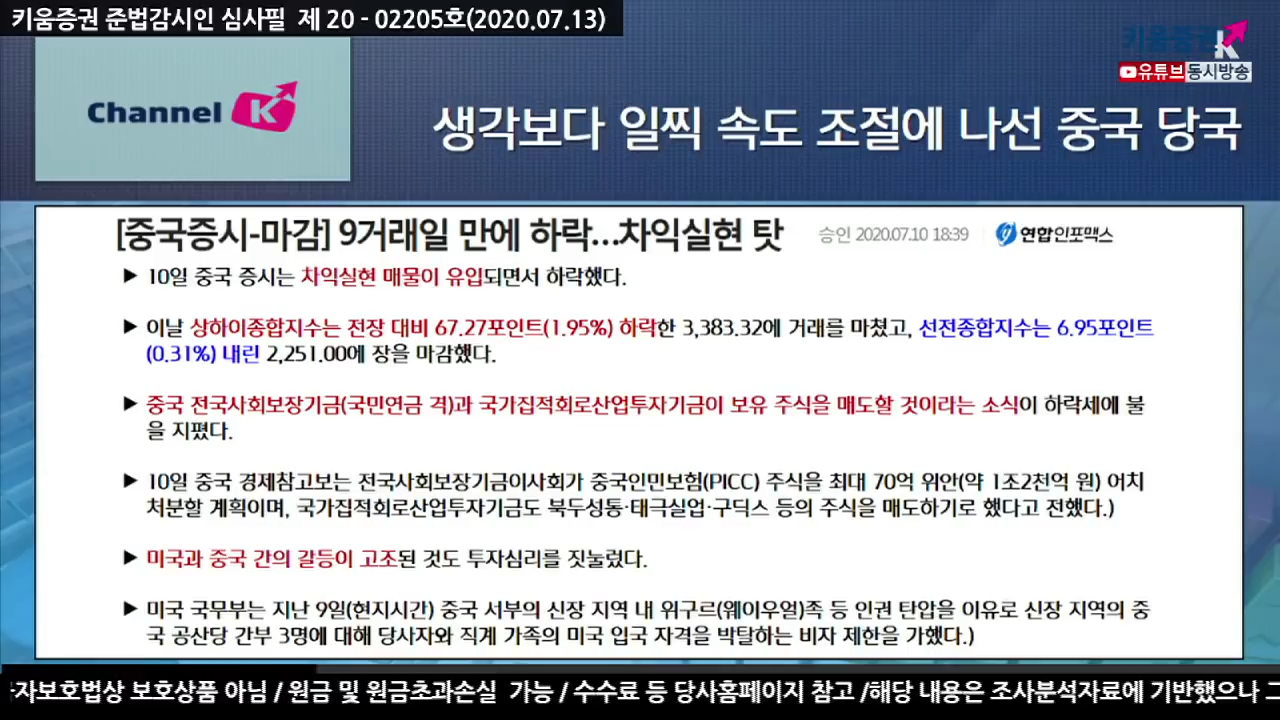 키움증권 준법감시인 심사필 제 20 - 02205호(2020.07.13)
키움증권
유튜브동시방송
Channel K
생각보다 일찍 속도 조절에 나선 중국 당국
[중국증시-마감] 9거래일 만에 하락...차익실현 탓 승인 2020.07.10 18:39 연합인포맥스
▶ 10일 중국 증시는 차익실현 매물이 유입되면서 하락했다.
▶ 이날 상하이종합지수는 전장 대비 67.27포인트(1.95%) 하락한 3,383.32에 거래를 마쳤고, 선전종합지수는 6.95포인트
(0.31%) 내린 2,251.00에 장을 마감했다.
▶ 중국 전국사회보장기금(국민연금 격)과 국가집적회로산업투자기금이 보유 주식을 매도할 것이라는 소식이 하락세에 불
을 지폈다.
▶ 10일 중국 경제참고보는 전국사회보장기금이사회가 중국인민보험(PICC) 주식을 최대 70억 위안(약 1조2천억 원) 어치
처분할 계획이며, 국가집적회로산업투자기금도 북두성통·태극실업·구딕스 등의 주식을 매도하기로 했다고 전했다.)
▶ 미국과 중국 간의 갈등이 고조된 것도 투자심리를 짓눌렀다.
▶ 미국 국무부는 지난 9일(현지시간) 중국 서부의 신장 지역 내 위구르(웨이우얼)족 등 인권 탄압을 이유로 신장 지역의 중
국 공산당 간부 3명에 대해 당사자와 직계 가족의 미국 입국 자격을 박탈하는 비자 제한을 가했다.)
자보호법상 보호상품 아님 / 원금 및 원금초과손실 가능 / 수수료 등 당사홈페이지 참고 /해당 내용은 조사분석자료에 기반했으나